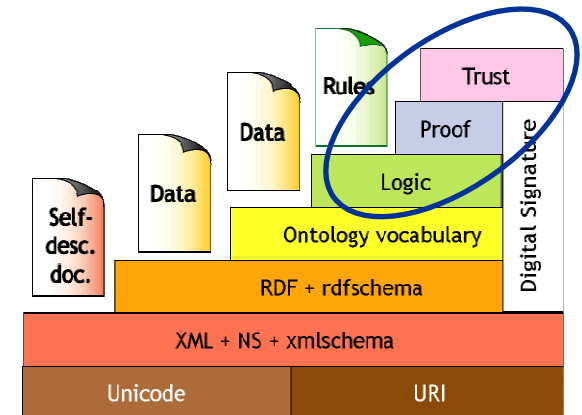 Rules
Trust
Data
Proof
Data
Logic
Self-
desc.
doc.
Ontology vocabulary
Digital Signature
RDF + rdfschema
XML + NS + xmlschema
Unicode
URI